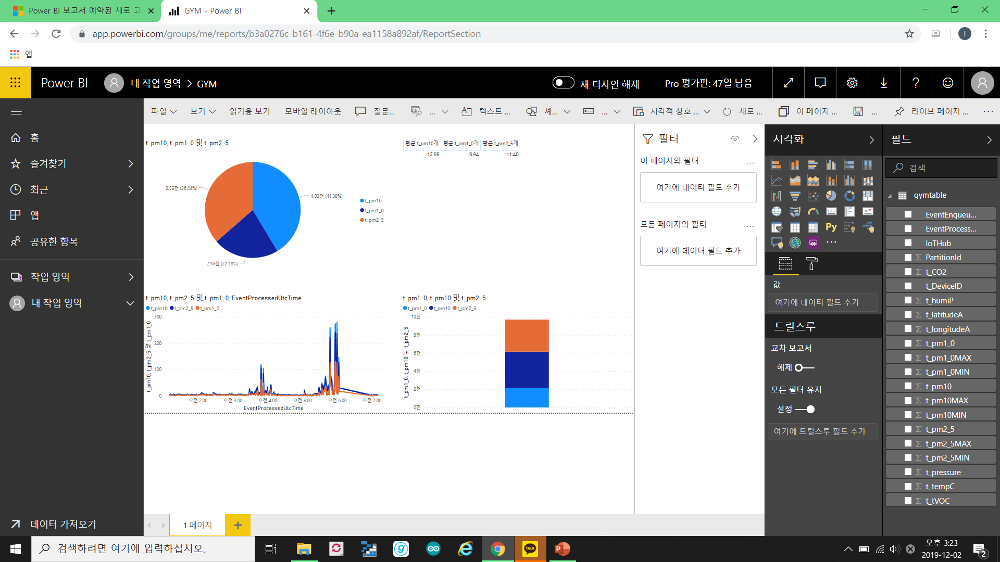 Power BI 보고서 예약된 새로 고
GYM - Power BI
app.powerbi.com/groups/me/reports/b3a0276c-b161-4f6e-b90a-ea1158a892af/ReportSection
I
앱
Power BI
내 작업 영역 > GYM
새 디자인 해제
Pro 평가판: 47일 남음
파일
보기
읽기용 보기
모바일 레이아웃
질문...
...
텍스트 ...
셰...
...
시각적 상호 ...
새로 ...
이 페이지 ...
...
라이브 페이지 ...
...
홈
즐겨찾기
최근
앱
공유한 항목
작업 영역
내 작업 영역
데이터 가져오기
t_pm10, t_pm1_0 및 t_pm2_5
3.55천 (36.44%)
4.03천 (41.38%)
2.16천 (22.18%)
t_pm10
t_pm1_0
t_pm2_5
평균 t_pm10개 평균 t_pm1_0개 평균 t_pm2_5개
12.95 6.94 11.40
t_pm10, t_pm2_5 및 t_pm1_0, EventProcessedUtcTime
t_pm10 t_pm2_5 t_pm1_0
t_pm10, t_pm2_5 및 t_pm1_0
300
200
100
0
오전 2:00 오전 3:00 오전 4:00 오전 5:00 오전 6:00 오전 7:00
EventProcessedUtcTime
t_pm1_0, t_pm10 및 t_pm2_5
t_pm1_0 t_pm10 t_pm2_5
t_pm1_0, t_pm10 및 t_pm2_5
10천
8천
6천
4천
2천
0천
1 페이지
필터
이 페이지의 필터
...
여기에 데이터 필드 추가
모든 페이지의 필터
...
여기에 데이터 필드 추가
시각화
123
Py
...
값
여기에 데이터 필드 추가
드릴스루
교차 보고서
해제
모든 필터 유지
설정
여기에 드릴스루 필드 추가
필드
검색
gymtable
EventEnqueu...
EventProcess...
IoTHub
PartitionId
t_CO2
t_DeviceID
t_humiP
t_latitudeA
t_longitudeA
t_pm1_0
t_pm1_0MAX
t_pm1_0MIN
t_pm10
t_pm10MAX
t_pm10MIN
t_pm2_5
t_pm2_5MAX
t_pm2_5MIN
t_pressure
t_tempC
t_tVOC
검색하려면 여기에 입력하십시오.
TALK
오후 3:23
2019-12-02
2